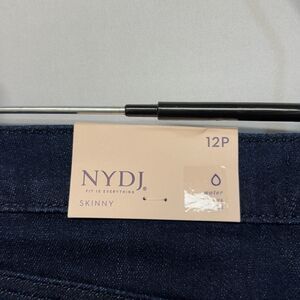 12P
NYDJ®
FIT IS EVERYTHING
SKINNY
water